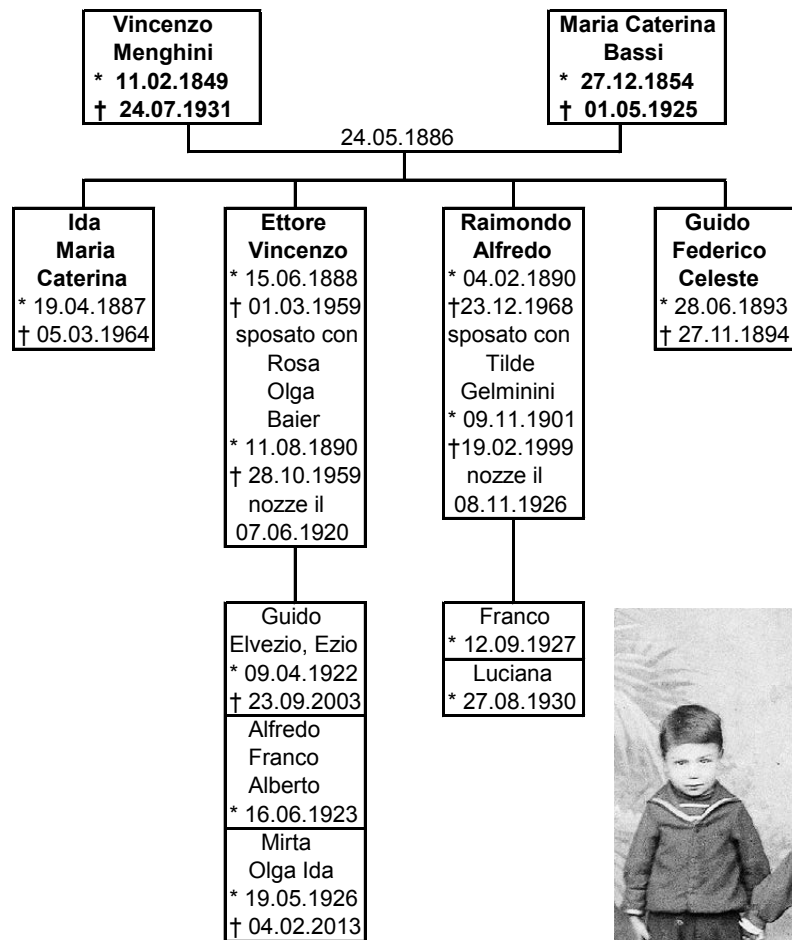 Vincenzo
Menghini
* 11.02.1849
† 24.07.1931
Maria Caterina
Bassi
* 27.12.1854
† 01.05.1925
24.05.1886
Ida
Maria
Caterina
* 19.04.1887
† 05.03.1964
Ettore
Vincenzo
* 15.06.1888
† 01.03.1959
sposato con
Rosa
Olga
Baier
* 11.08.1890
† 28.10.1959
nozze il
07.06.1920
Raimondo
Alfredo
* 04.02.1890
†23.12.1968
sposato con
Tilde
Gelminini
* 09.11.1901
†19.02.1999
nozze il
08.11.1926
Guido
Federico
Celeste
* 28.06.1893
† 27.11.1894
Guido
Elvezio, Ezio
* 09.04.1922
† 23.09.2003
Alfredo
Franco
Alberto
* 16.06.1923
Mirta
Olga Ida
* 19.05.1926
† 04.02.2013
Franco
* 12.09.1927
Luciana
* 27.08.1930